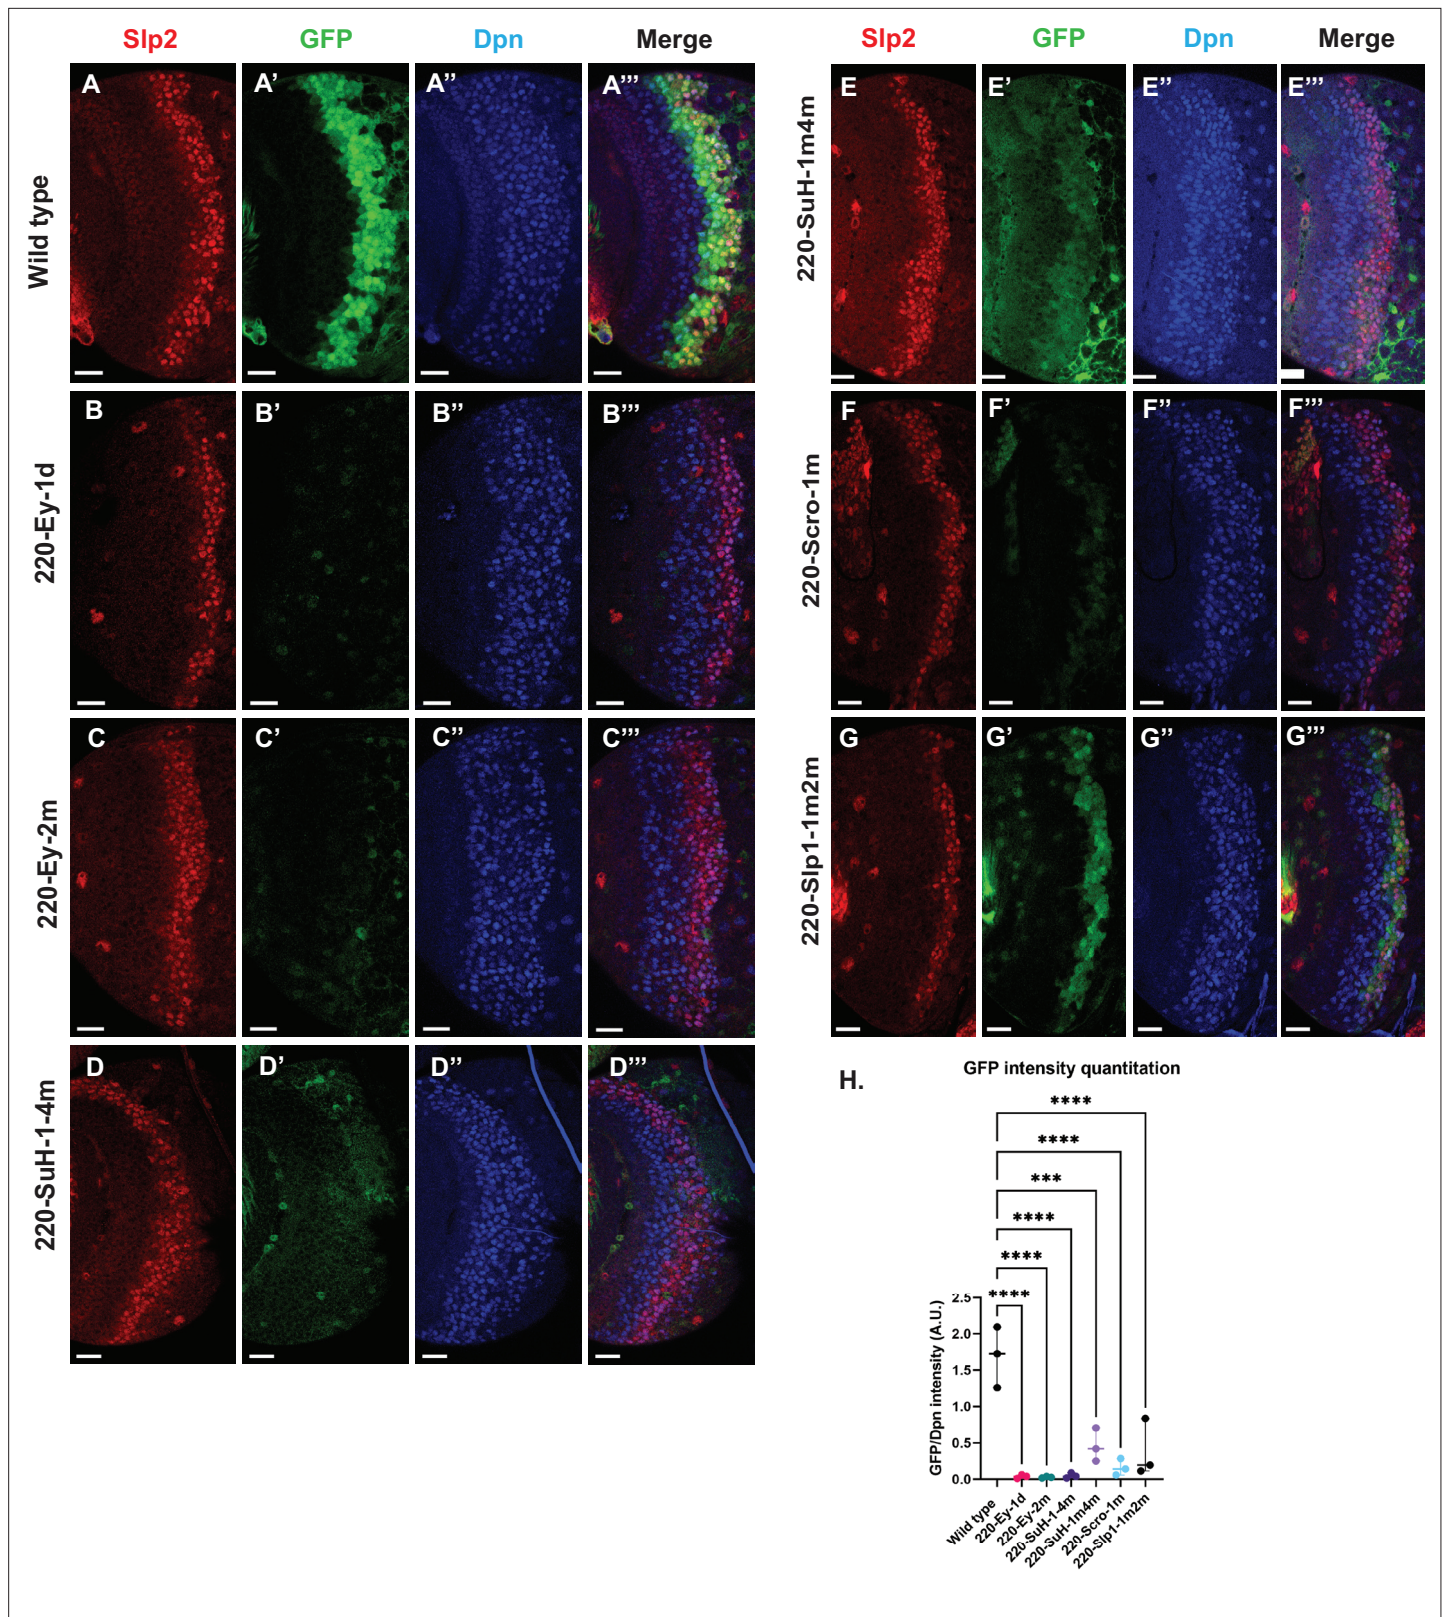 Slp2 GFP Dpn Merge
Slp2 GFP Dpn Merge
Wild type
A A’ A’’ A’’’
220-Ey-1d
B B’ B’’ B’’’
220-Ey-2m
C C’ C’’ C’’’
220-SuH-1-4m
D D’ D’’ D’’’
220-SuH-1m4m
E E’ E’’ E’’’
220-Scro-1m
F F’ F’’ F’’’
220-Slp1-1m2m
G G’ G’’ G’’’
H.
GFP intensity quantitation
****
****
***
****
****
****
GFP/Dpn intensity (A.U.)
2.5
2.0
1.5
1.0
0.5
0.0
Wild type
220-Ey-1d
220-Ey-2m
220-SuH-1-4m
220-SuH-1m4m
220-Scro-1m
220-Slp1-1m2m